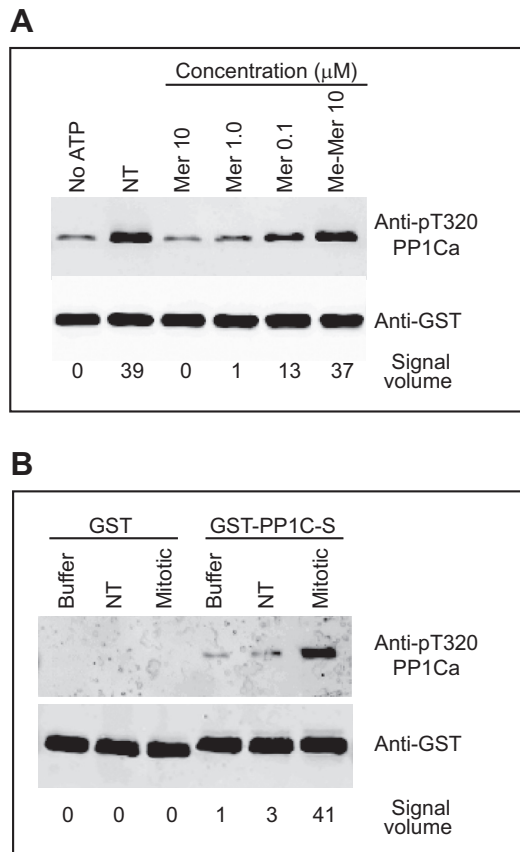 A
Concentration (μM)
No ATP NT Mer 10 Mer 1.0 Mer 0.1 Me-Mer 10
Anti-pT320
PP1Ca
Anti-GST
0 39 0 1 13 37 Signal
volume
B
GST GST-PP1C-S
Buffer NT Mitotic Buffer NT Mitotic
Anti-pT320
PP1Ca
Anti-GST
0 0 0 1 3 41 Signal
volume